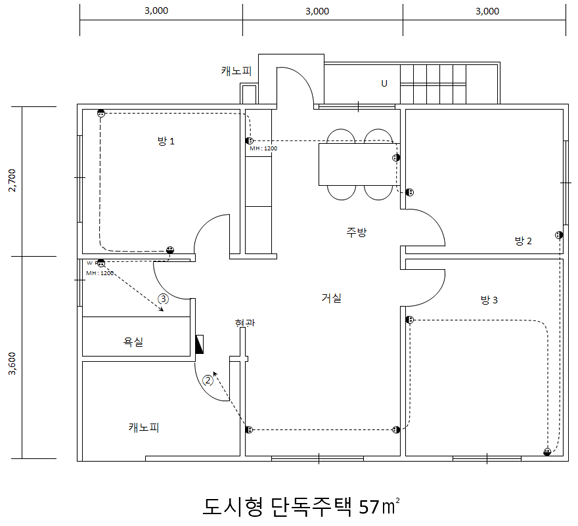 3,000 3,000 3,000
캐노피
U
방 1
MH : 1200
2,700
주방
방 2
MH : 1200
③
거실
방 3
현관
욕실
3,600
②
캐노피
도시형 단독주택 57㎡